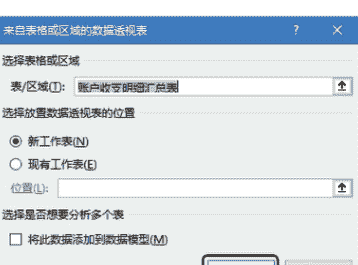 来自表格或区域的数据透视表
选择表格或区域
表/区域(T): 账户收支明细汇总表
选择放置数据透视表的位置
新工作表(N)
现有工作表(E)
位置(L):
选择是否想要分析多个表
将此数据添加到数据模型(M)